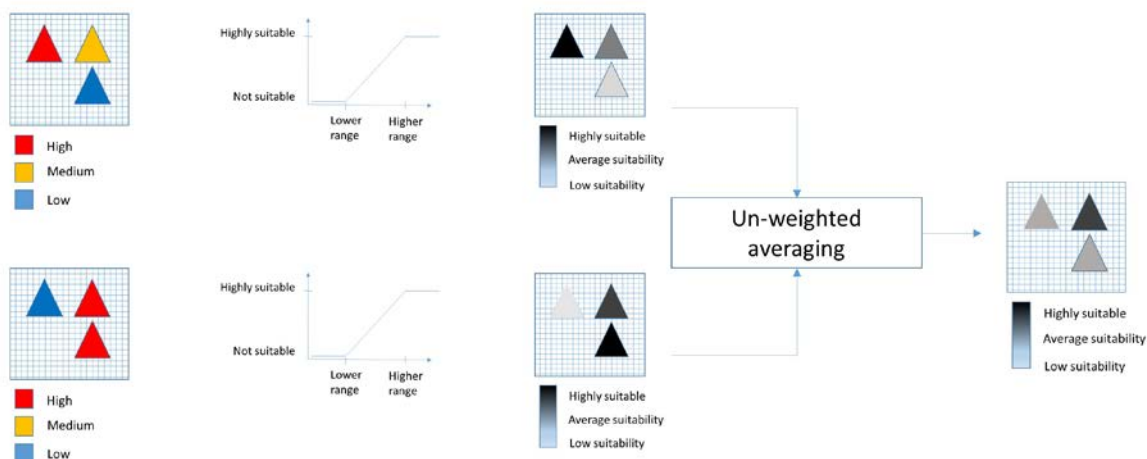 Highly suitable
Not suitable
Lower
range
Higher
range
High
Medium
Low
Highly suitable
Average suitability
Low suitability
Un-weighted
averaging
Highly suitable
Average suitability
Low suitability
Highly suitable
Not suitable
Lower
range
Higher
range
High
Medium
Low
Highly suitable
Average suitability
Low suitability